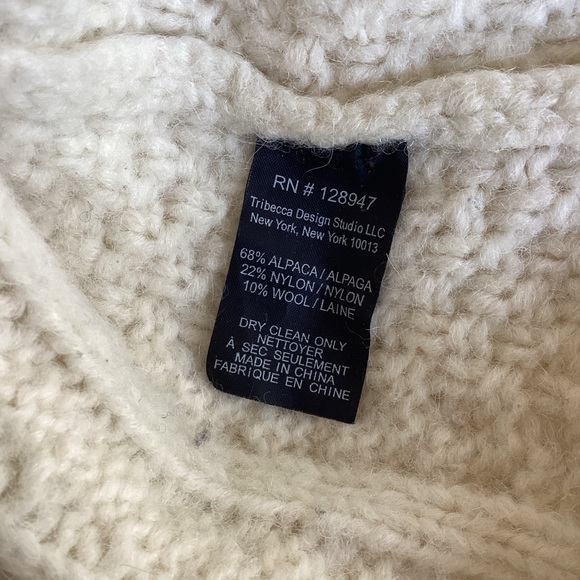 RN # 128947
Tribecca Design Studio LLC
New York, New York 10013
68% ALPACA / ALPAGA
22% NYLON / NYLON
10% WOOL / LAINE
DRY CLEAN ONLY
NETTOYER
À SEC SEULEMENT
MADE IN CHINA
FABRIQUE EN CHINE